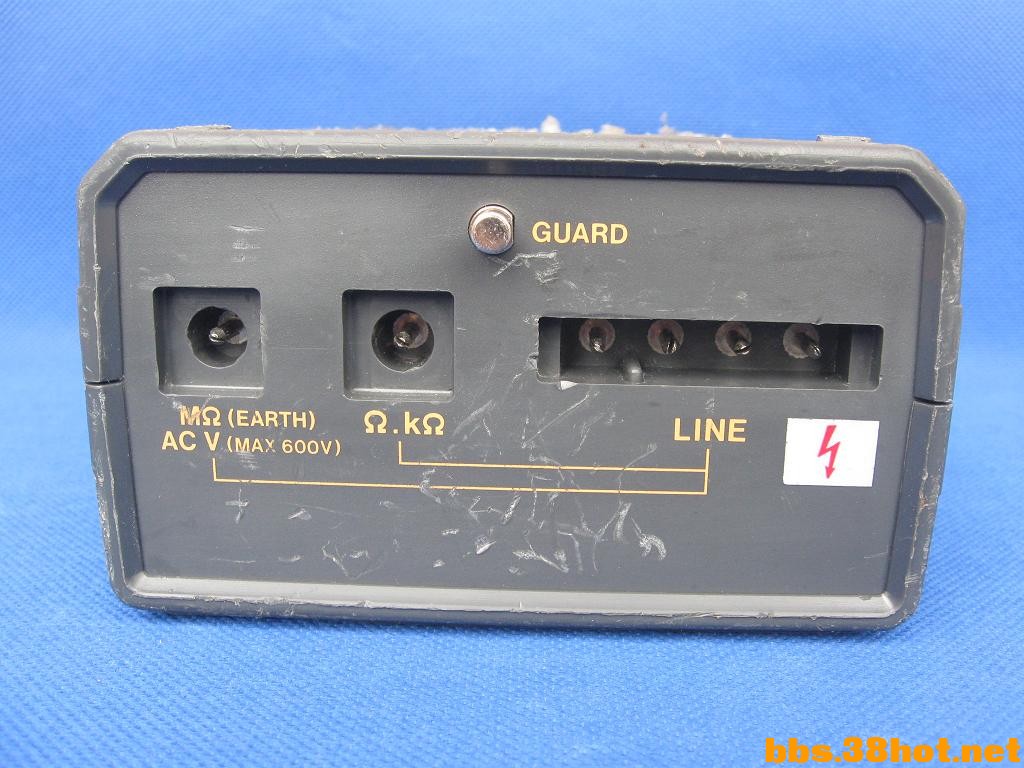 GUARD
MΩ (EARTH)
AC V (MAX 600V)
Ω.kΩ
LINE
bbs.38hot.net